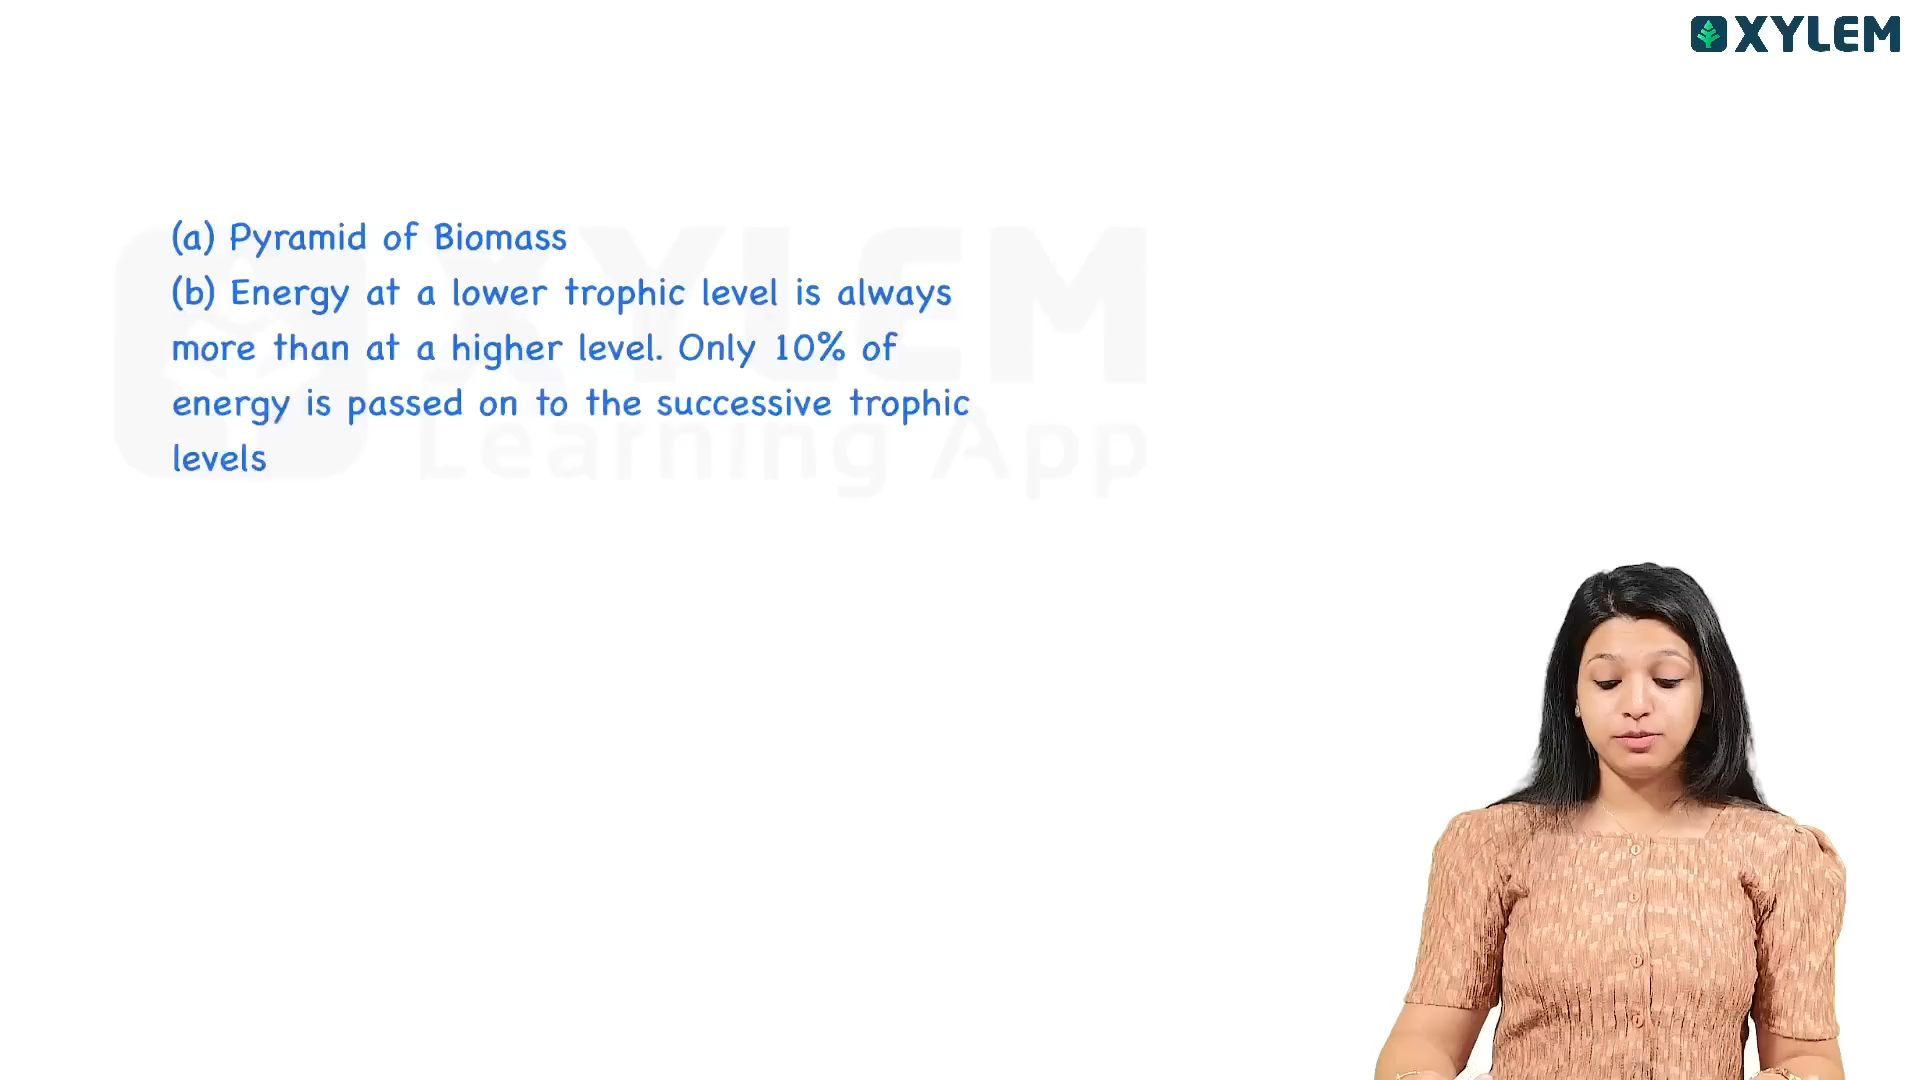 XYLEM
(a) Pyramid of Biomass
(b) Energy at a lower trophic level is always
more than at a higher level. Only 10% of
energy is passed on to the successive trophic
levels
XYLEM
Learning App